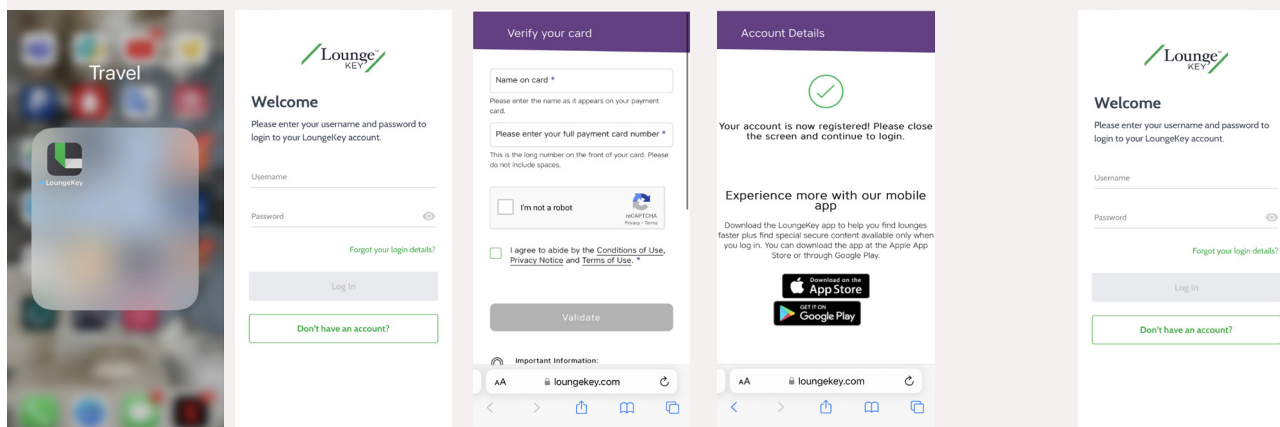 Travel
LoungeKey
Lounge™
KEY
Welcome
Please enter your username and password to
login to your LoungeKey account.
Username
Password
Forgot your login details?
Log In
Don't have an account?
Verify your card
Name on card *
Please enter the name as it appears on your payment
card.
Please enter your full payment card number *
This is the long number on the front of your card. Please
do not include spaces.
I'm not a robot
reCAPTCHA
Privacy - Terms
I agree to abide by the Conditions of Use,
Privacy Notice and Terms of Use. *
Validate
Important Information:
AA loungekey.com
Account Details
Your account is now registered! Please close
the screen and continue to login.
Experience more with our mobile
app
Download the LoungeKey app to help you find lounges
faster plus find special secure content available only when
you log in. You can download the app at the Apple App
Store or through Google Play.
Download on the
App Store
GET IT ON
Google Play
AA loungekey.com
Lounge™
KEY
Welcome
Please enter your username and password to
login to your LoungeKey account.
Username
Password
Forgot your login details?
Log In
Don't have an account?